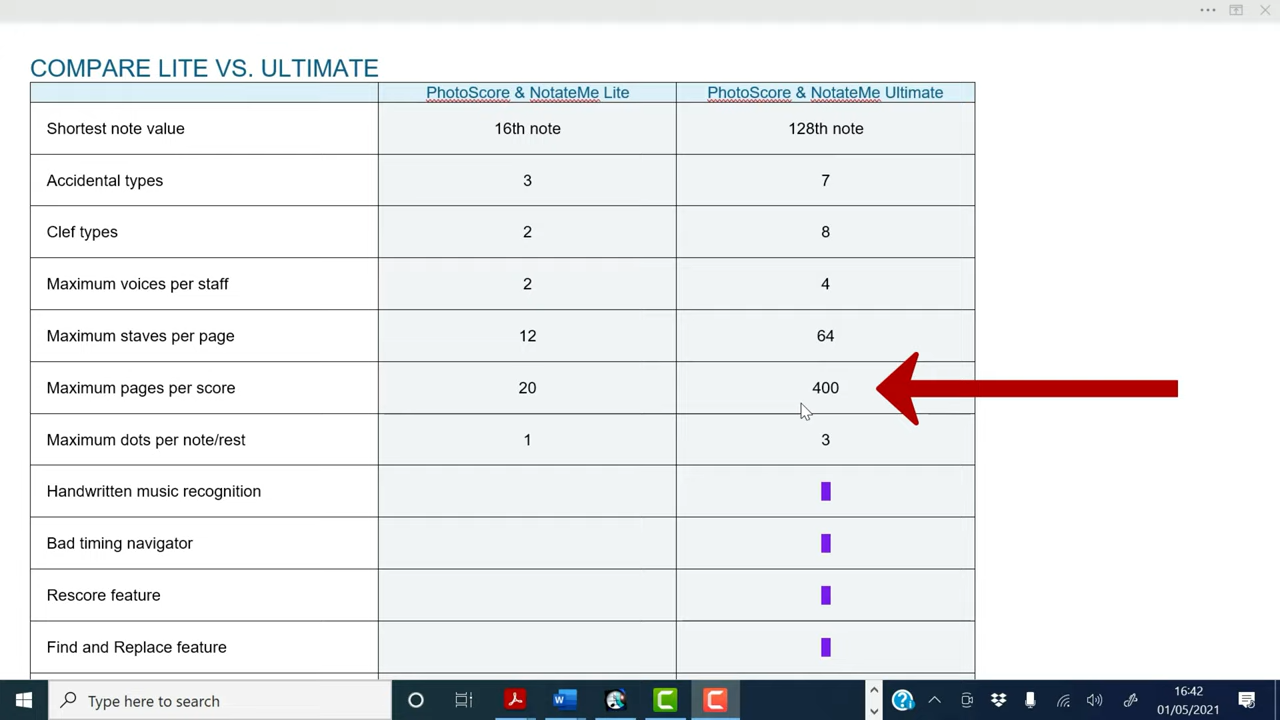 COMPARE LITE VS. ULTIMATE
PhotoScore & NotateMe Lite PhotoScore & NotateMe Ultimate
Shortest note value 16th note 128th note
Accidental types 3 7
Clef types 2 8
Maximum voices per staff 2 4
Maximum staves per page 12 64
Maximum pages per score 20 400
Maximum dots per note/rest 1 3
Handwritten music recognition
Bad timing navigator
Rescore feature
Find and Replace feature
Type here to search
16:42
01/05/2021